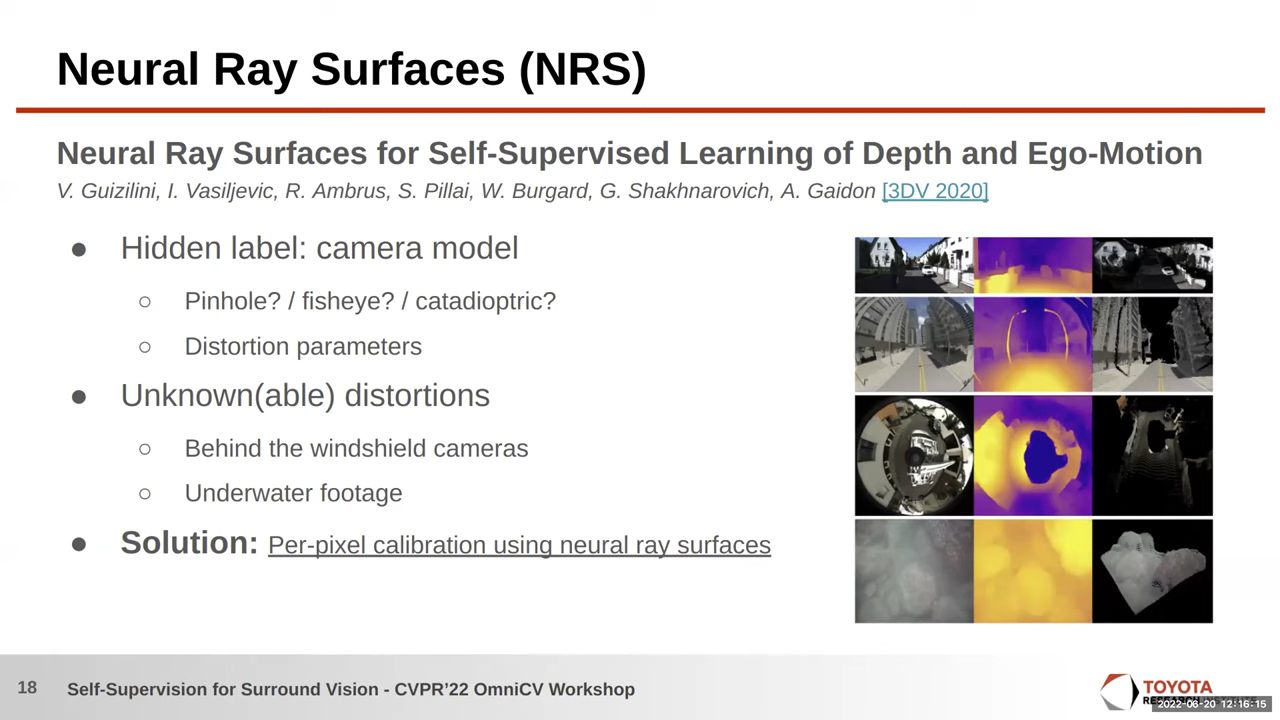 Neural Ray Surfaces (NRS)
Neural Ray Surfaces for Self-Supervised Learning of Depth and Ego-Motion
V. Guizilini, I. Vasiljevic, R. Ambrus, S. Pillai, W. Burgard, G. Shakhnarovich, A. Gaidon [3DV 2020]
● Hidden label: camera model
○ Pinhole? / fisheye? / catadioptric?
○ Distortion parameters
● Unknown(able) distortions
○ Behind the windshield cameras
○ Underwater footage
● Solution: Per-pixel calibration using neural ray surfaces
18 Self-Supervision for Surround Vision - CVPR'22 OmniCV Workshop
TOYOTA
2022-06-20 12:16:15